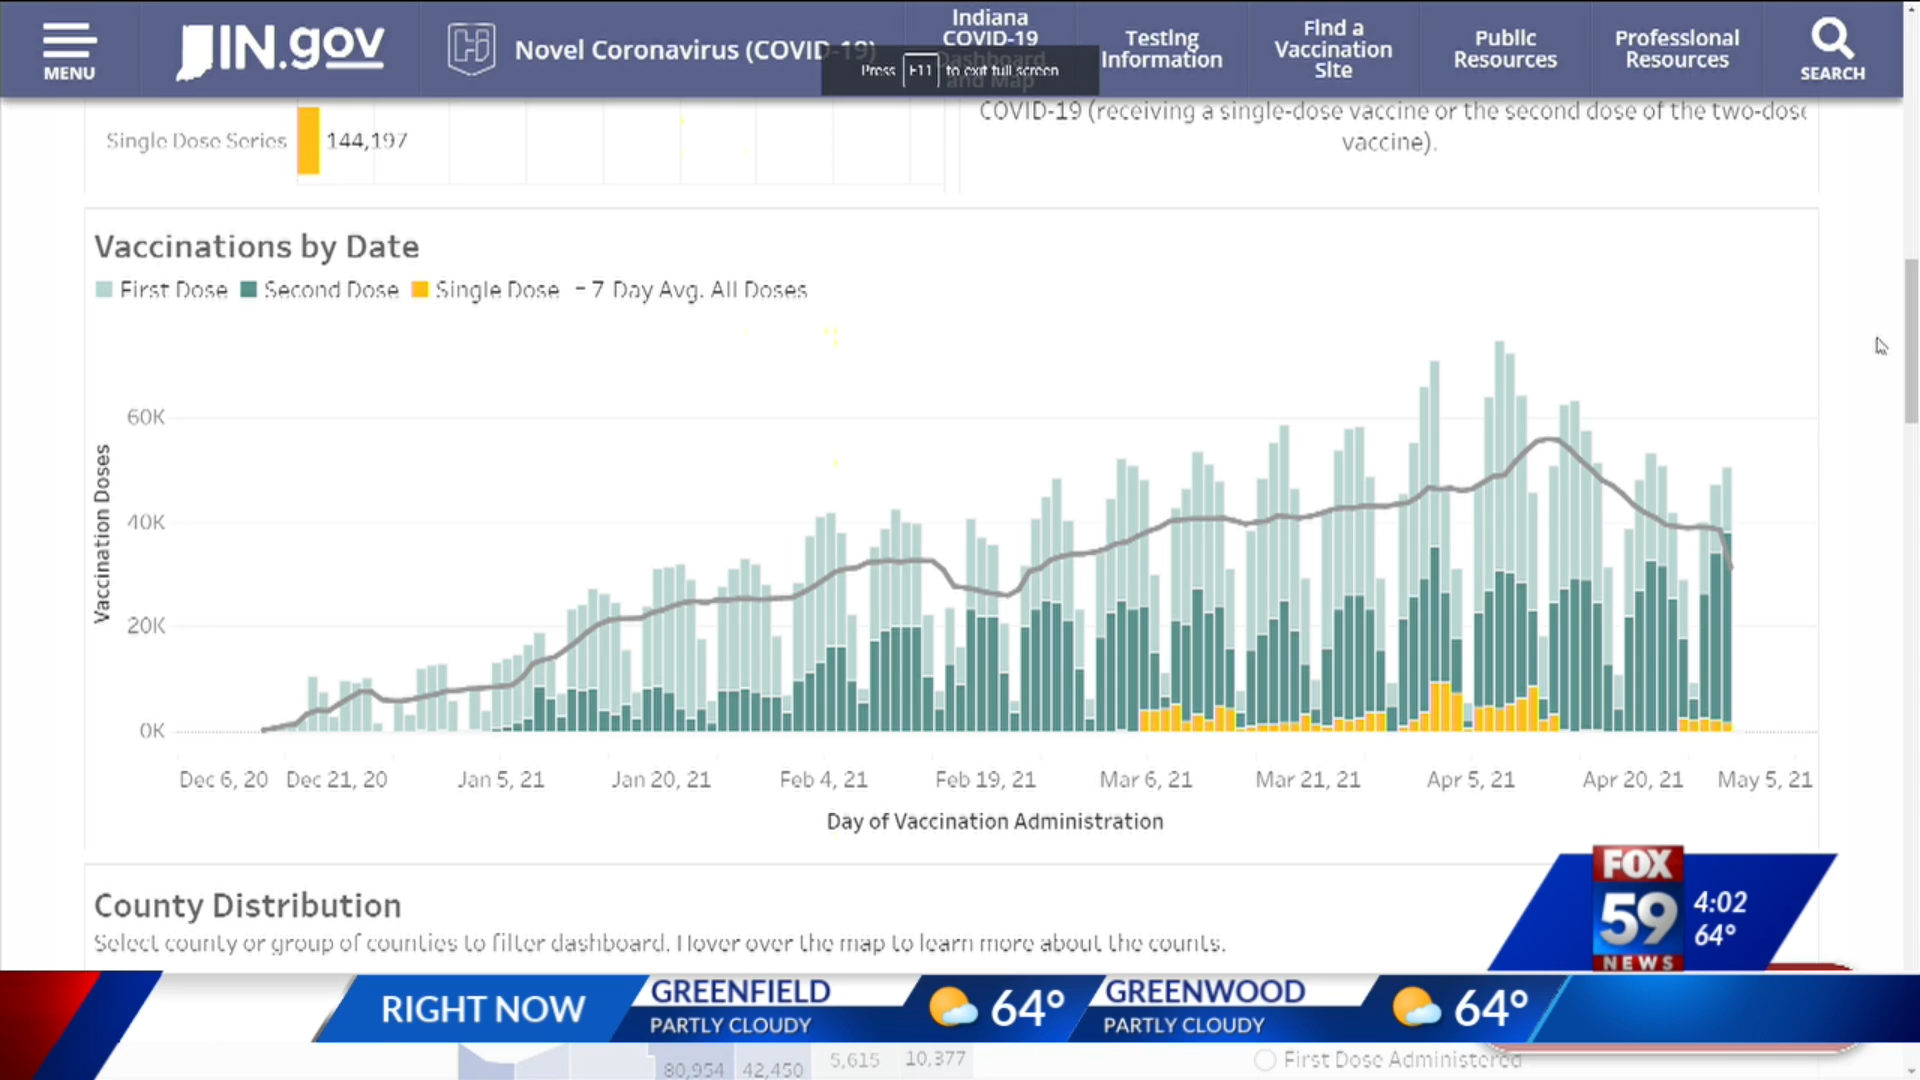 MENU
IN.gov
Novel Coronavirus (COVID-19)
Indiana
COVID-19
Dashboard
and Map
Press F11 to exit full screen
Testing
Information
Find a
Vaccination
Site
Public
Resources
Professional
Resources
SEARCH
Single Dose Series
144,197
COVID-19 (receiving a single-dose vaccine or the second dose of the two-dose
vaccine).
Vaccinations by Date
First Dose Second Dose Single Dose - 7 Day Avg. All Doses
60K
40K
20K
0K
Vaccination Doses
Dec 6, 20 Dec 21, 20 Jan 5, 21 Jan 20, 21 Feb 4, 21 Feb 19, 21 Mar 6, 21 Mar 21, 21 Apr 5, 21 Apr 20, 21 May 5, 21
Day of Vaccination Administration
County Distribution
Select county or group of counties to filter dashboard. Hover over the map to learn more about the counts.
FOX
59
NEWS
4:02
64°
RIGHT NOW
GREENFIELD
PARTLY CLOUDY
64°
GREENWOOD
PARTLY CLOUDY
64°
80,954 42,450 5,615 10,377
First Dose Administered